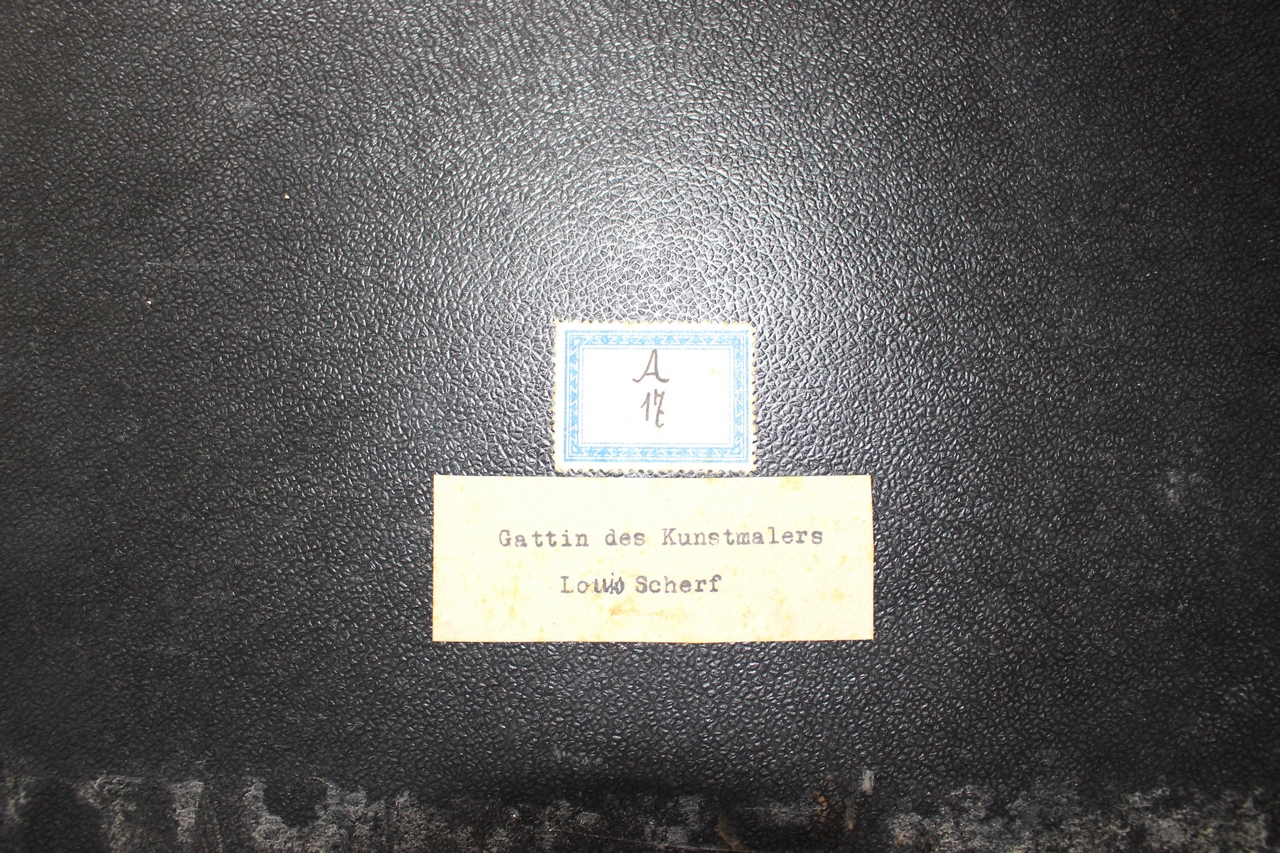 A
17
Gattin des Kunstmalers
Louis Scherf